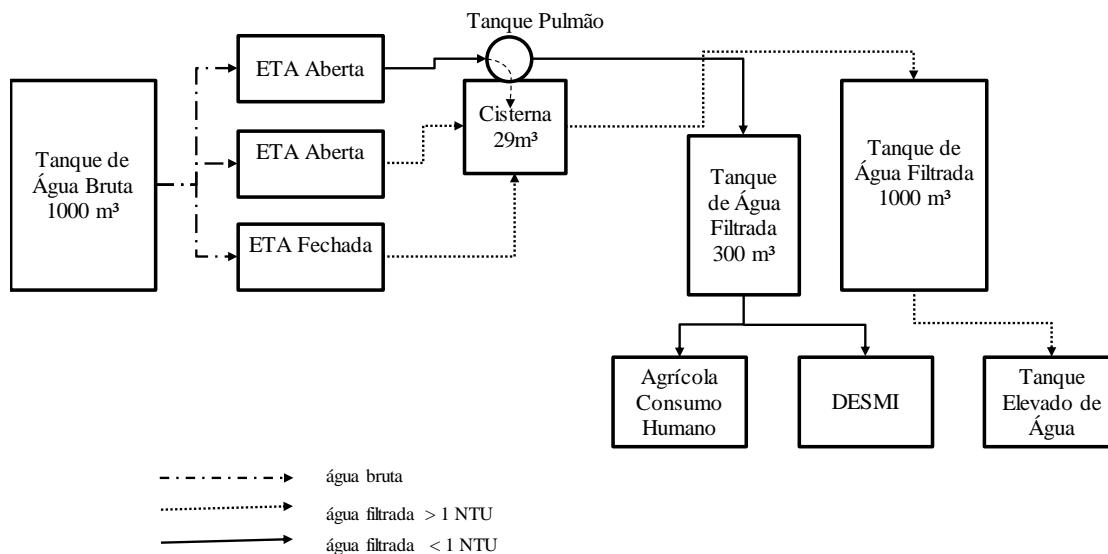 Tanque Pulmão
ETA Aberta
Cisterna
29m³
Tanque de
Água Bruta
1000 m³
ETA Aberta
ETA Fechada
Tanque
de Água
Filtrada
300 m³
Tanque de
Água Filtrada
1000 m³
Agrícola
Consumo
Humano
DESMI
Tanque
Elevado de
Água
água bruta
água filtrada > 1 NTU
água filtrada < 1 NTU